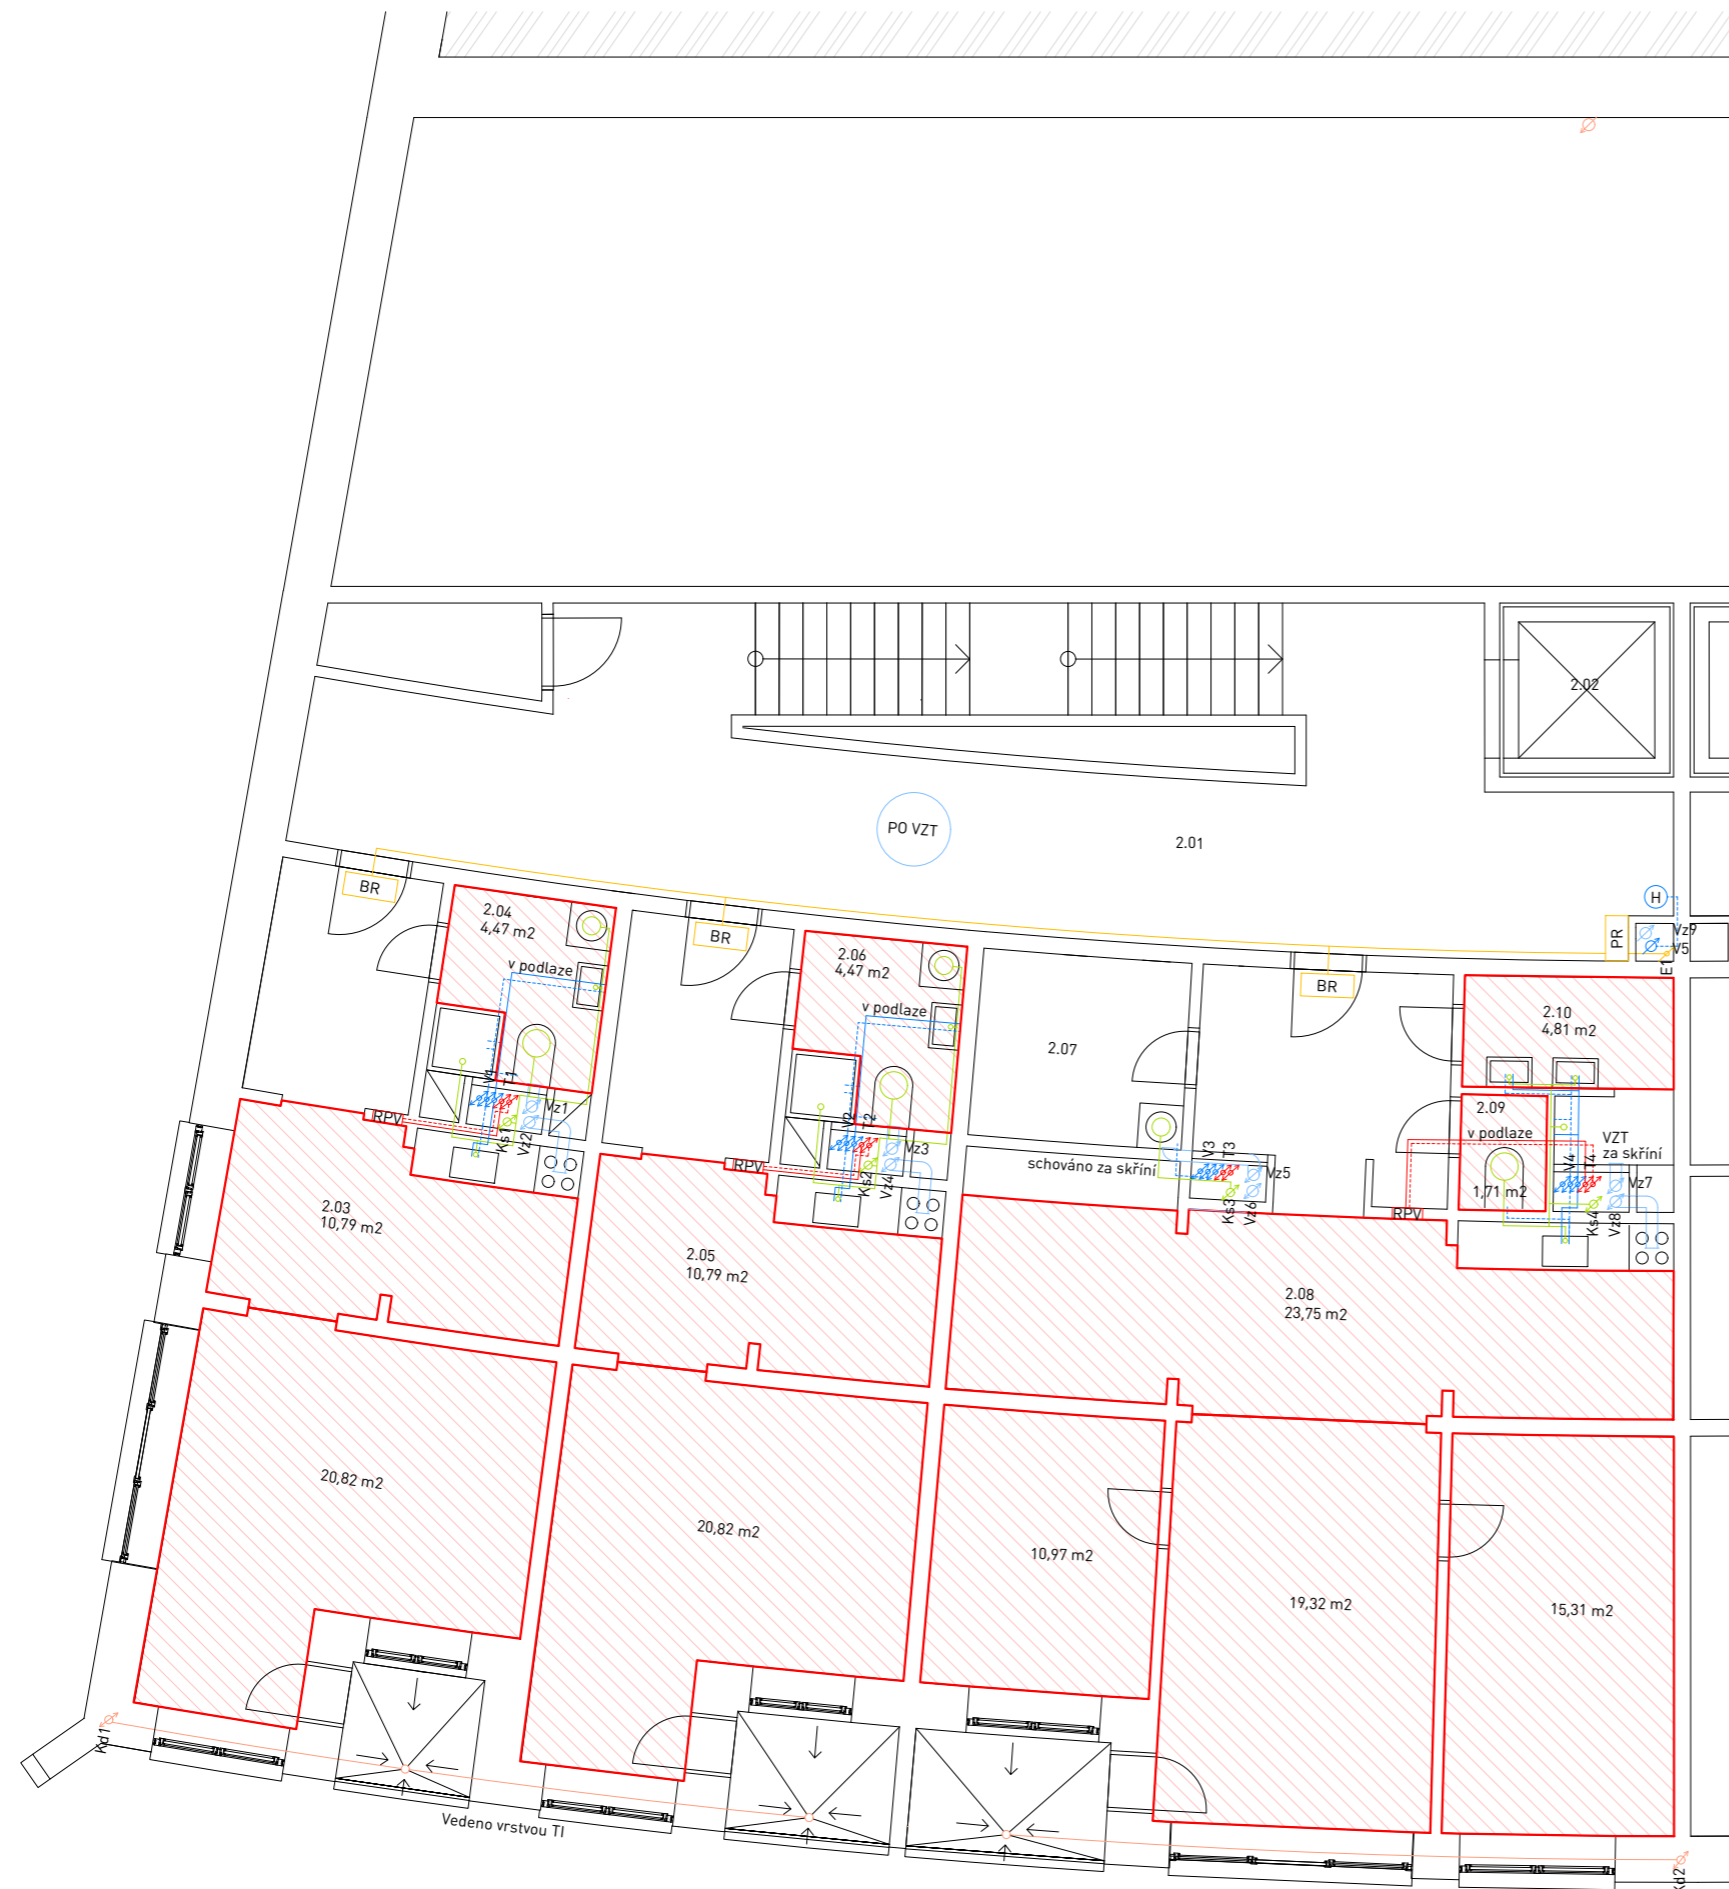 2.02
PO VZT
2.01
BR
BR
BR
H
PR
Vz9
V5
E1
2.04
4,47 m2
v podlaze
2.06
4,47 m2
v podlaze
2.07
2.10
4,81 m2
2.09
v podlaze
1,71 m2
VZT
za skříní
V1
T1
Vz1
Ks1
Vz2
RPV
V2
T2
Vz3
Ks2
Vz4
RPV
schováno za skříní
V3
T3
Vz5
Ks3
Vz6
V4
T4
Vz7
Ks4
Vz8
RPV
2.03
10,79 m2
2.05
10,79 m2
2.08
23,75 m2
20,82 m2
20,82 m2
10,97 m2
19,32 m2
15,31 m2
Kd1
Vedeno vrstvou TI
Kd2